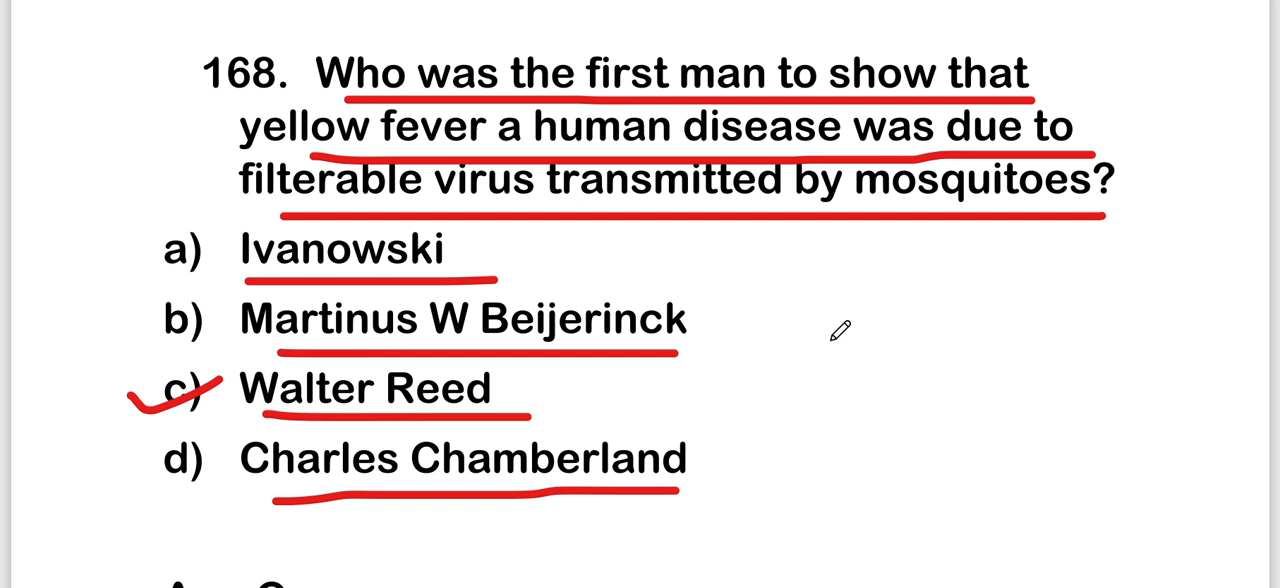 168. Who was the first man to show that
yellow fever a human disease was due to
filterable virus transmitted by mosquitoes?
a) Ivanowski
b) Martinus W Beijerinck
c) Walter Reed
d) Charles Chamberland